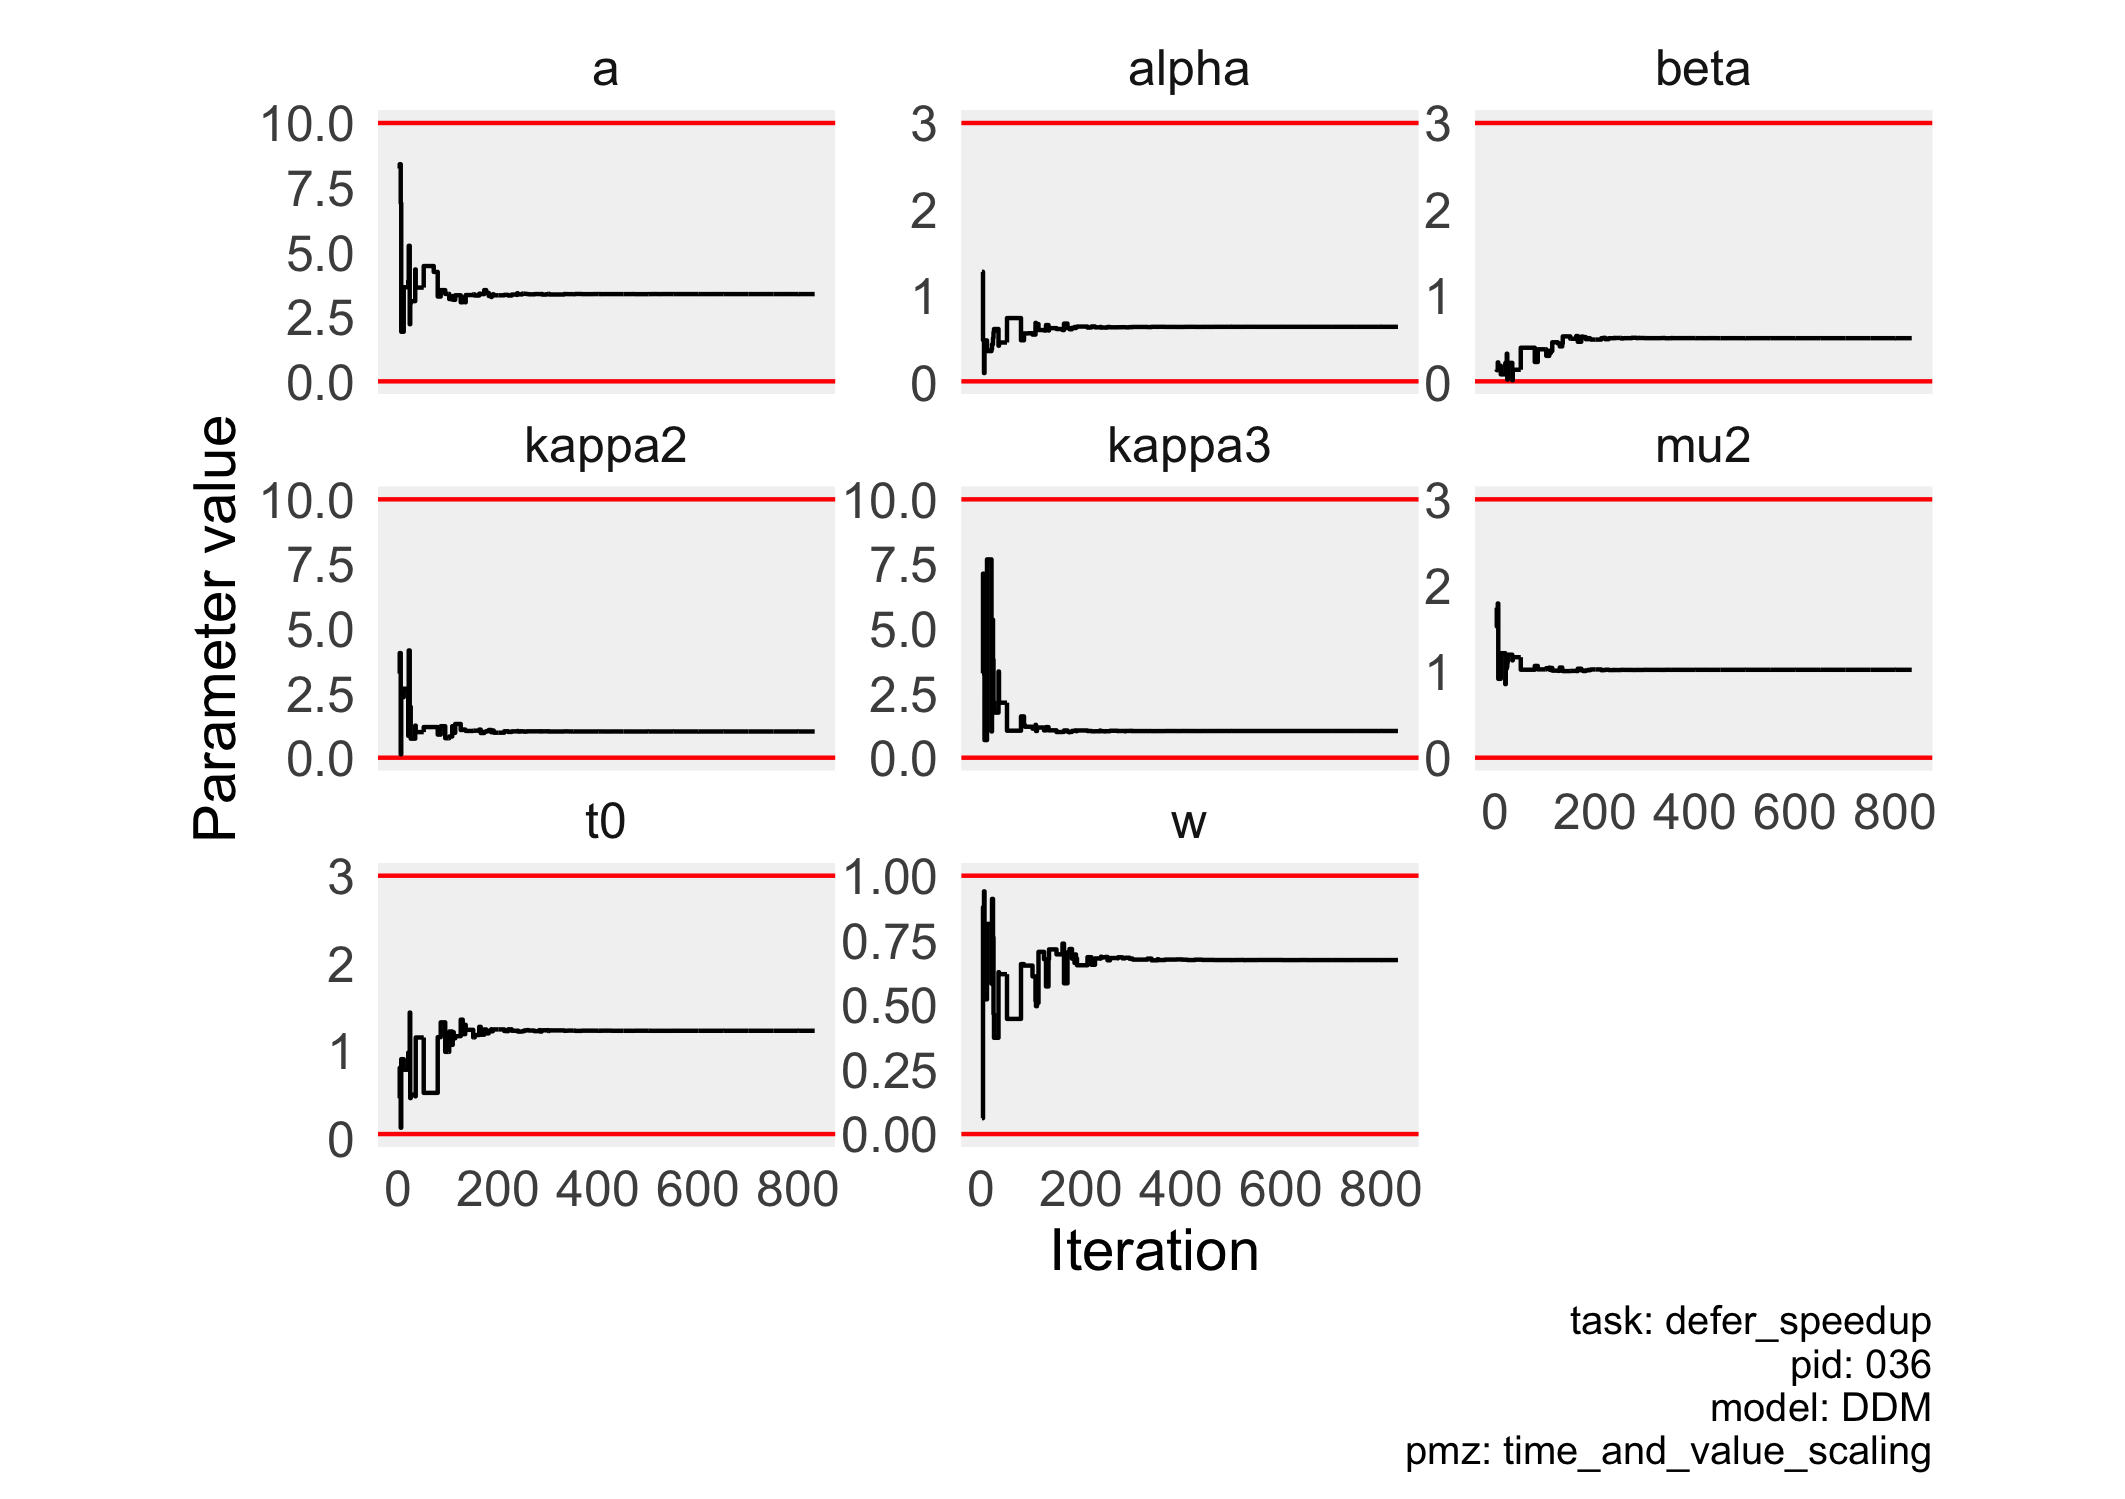 a
alpha
beta
10.0
7.5
5.0
2.5
0.0
3
2
1
0
3
2
1
0
kappa2
kappa3
mu2
10.0
7.5
5.0
2.5
0.0
10.0
7.5
5.0
2.5
0.0
3
2
1
0
0 200 400 600 800
Parameter value
t0
w
3
2
1
0
1.00
0.75
0.50
0.25
0.00
0 200 400 600 800
0 200 400 600 800
Iteration
task: defer_speedup
pid: 036
model: DDM
pmz: time_and_value_scaling